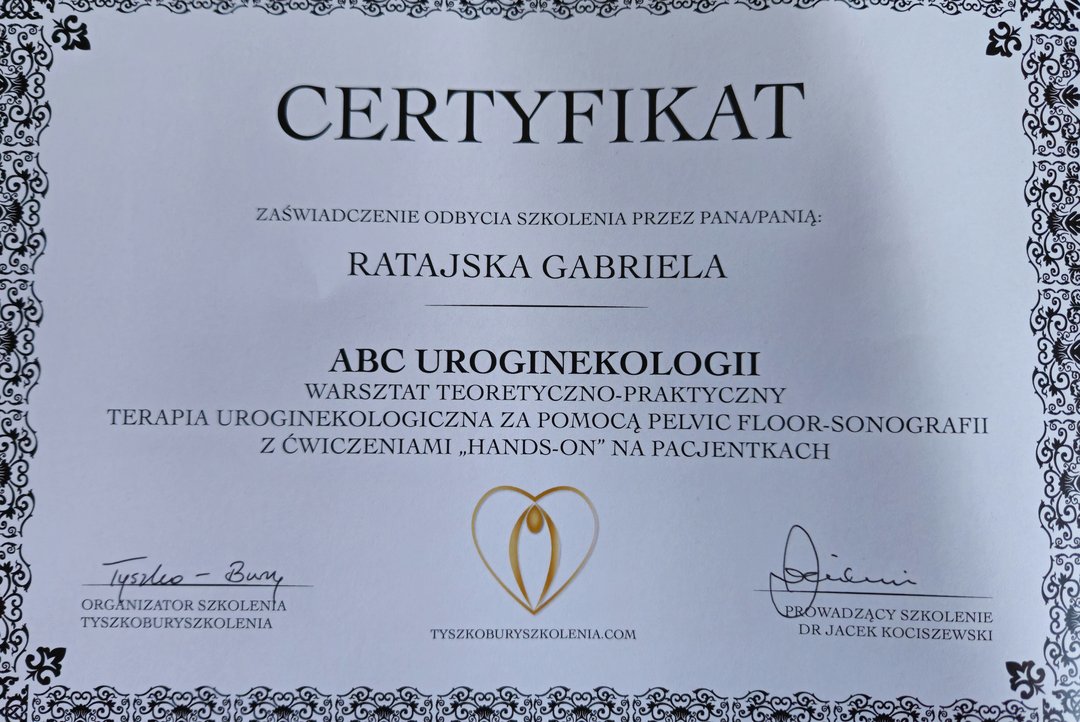 CERTYFIKAT
ZAŚWIADCZENIE ODBYCIA SZKOLENIA PRZEZ PANA/PANIĄ:
RATAJSKA GABRIELA
ABC UROGINEKOLOGII
WARSZTAT TEORETYCZNO-PRAKTYCZNY
TERAPIA UROGINEKOLOGICZNA ZA POMOCĄ PELVIC FLOOR-SONOGRAFII
Z ĆWICZENIAMI „HANDS-ON” NA PACJENTKACH
Tyszko - Bury
ORGANIZATOR SZKOLENIA
TYSZKOBURYSZKOLENIA
TYSZKOBURYSZKOLENIA.COM
PROWADZĄCY SZKOLENIE
DR JACEK KOCISZEWSKI